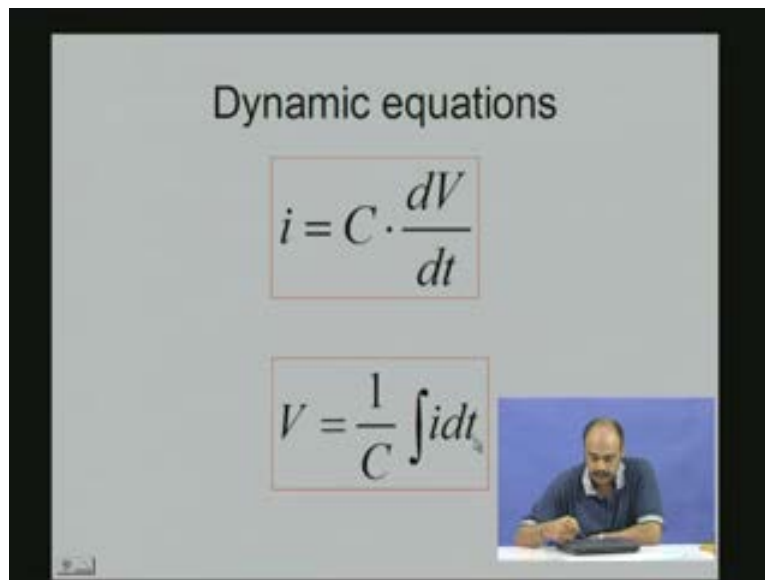 Dynamic equations
i = C · dV/dt
V = 1/C ∫idt